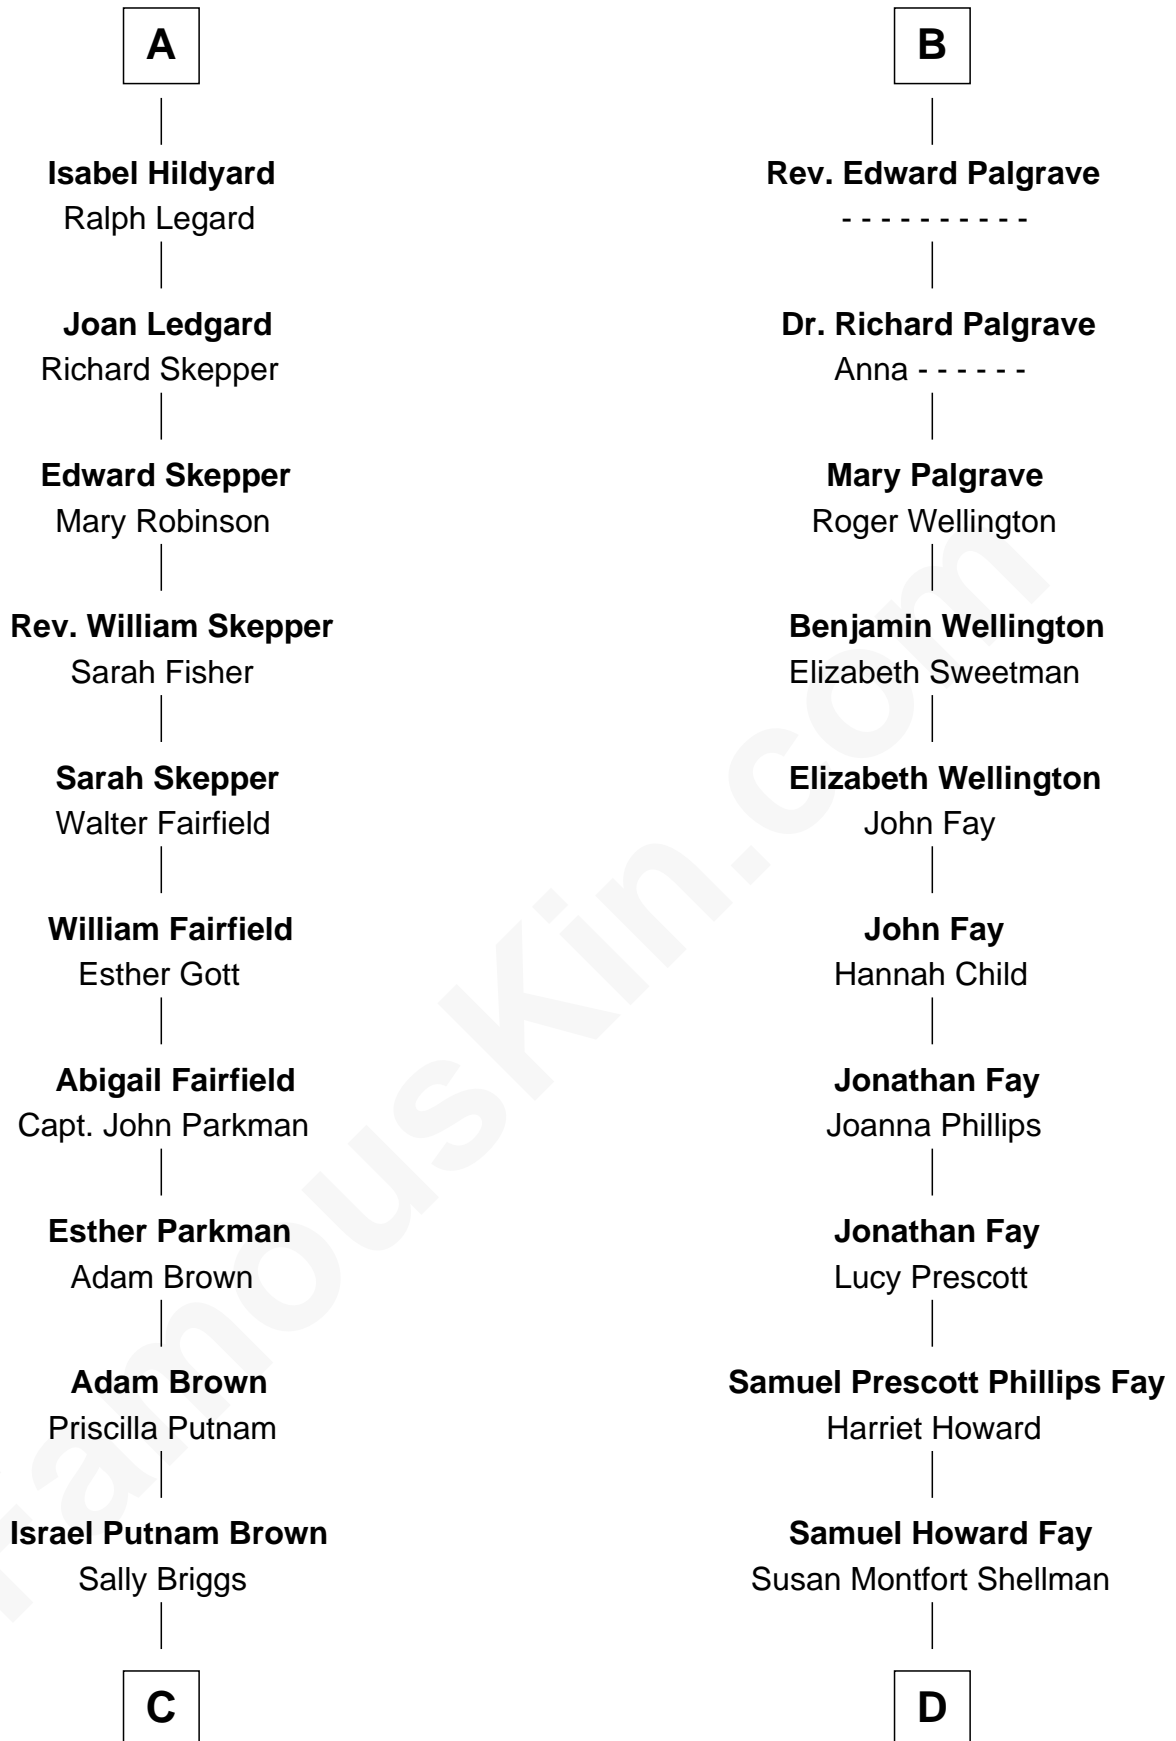 A
Isabel Hildyard
Ralph Legard
Joan Ledgard
Richard Skepper
Edward Skepper
Mary Robinson
Rev. William Skepper
Sarah Fisher
Sarah Skepper
Walter Fairfield
William Fairfield
Esther Gott
Abigail Fairfield
Capt. John Parkman
Esther Parkman
Adam Brown
Adam Brown
Priscilla Putnam
Israel Putnam Brown
Sally Briggs
C
B
Rev. Edward Palgrave
- - - - - - - - - -
Dr. Richard Palgrave
Anna - - - - - -
Mary Palgrave
Roger Wellington
Benjamin Wellington
Elizabeth Sweetman
Elizabeth Wellington
John Fay
John Fay
Hannah Child
Jonathan Fay
Joanna Phillips
Jonathan Fay
Lucy Prescott
Samuel Prescott Phillips Fay
Harriet Howard
Samuel Howard Fay
Susan Montfort Shellman
D
FamousKin.com